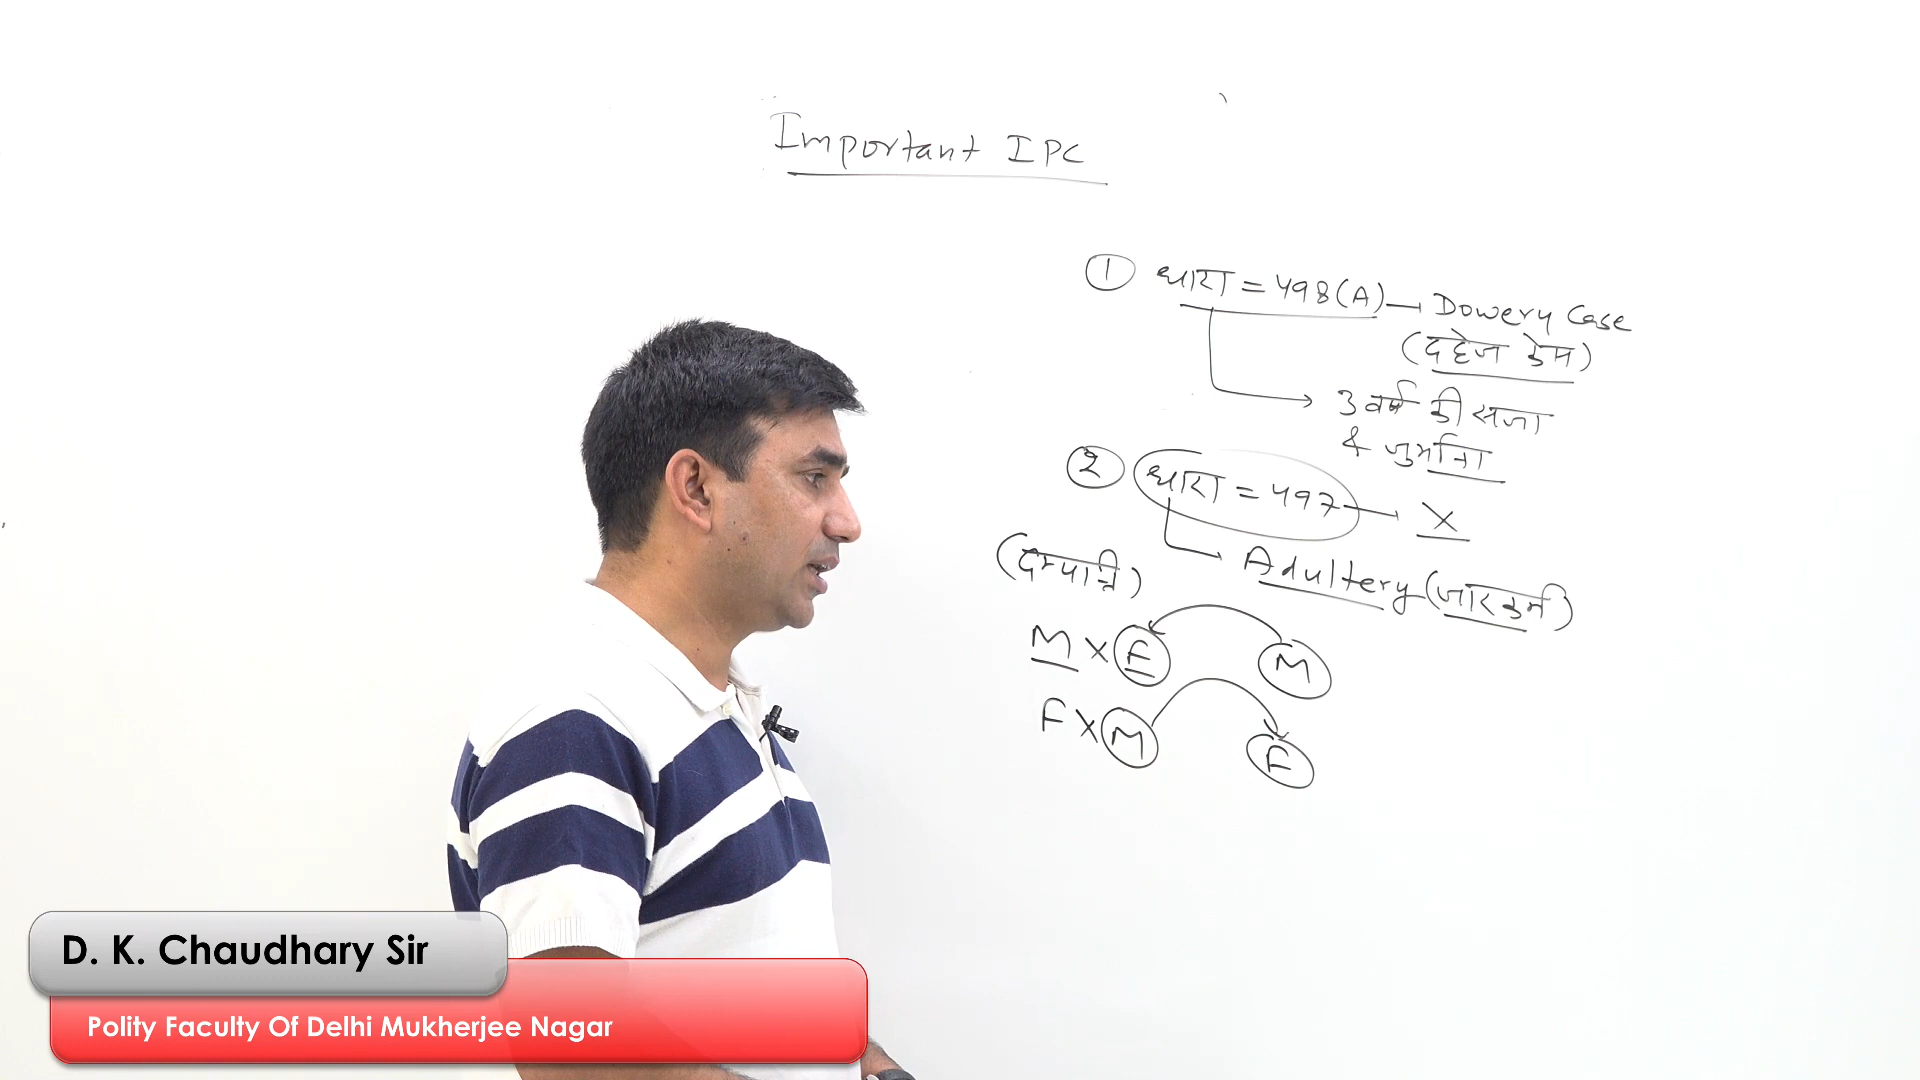 Important IPC
① धारा = 498(A) → Dowery Case
(दहेज केस)
3 वर्ष की सजा
& जुर्माना
② धारा = 497 → X
Adultery (जारकर्म)
M X F M
F X M F
D. K. Chaudhary Sir
Polity Faculty Of Delhi Mukherjee Nagar